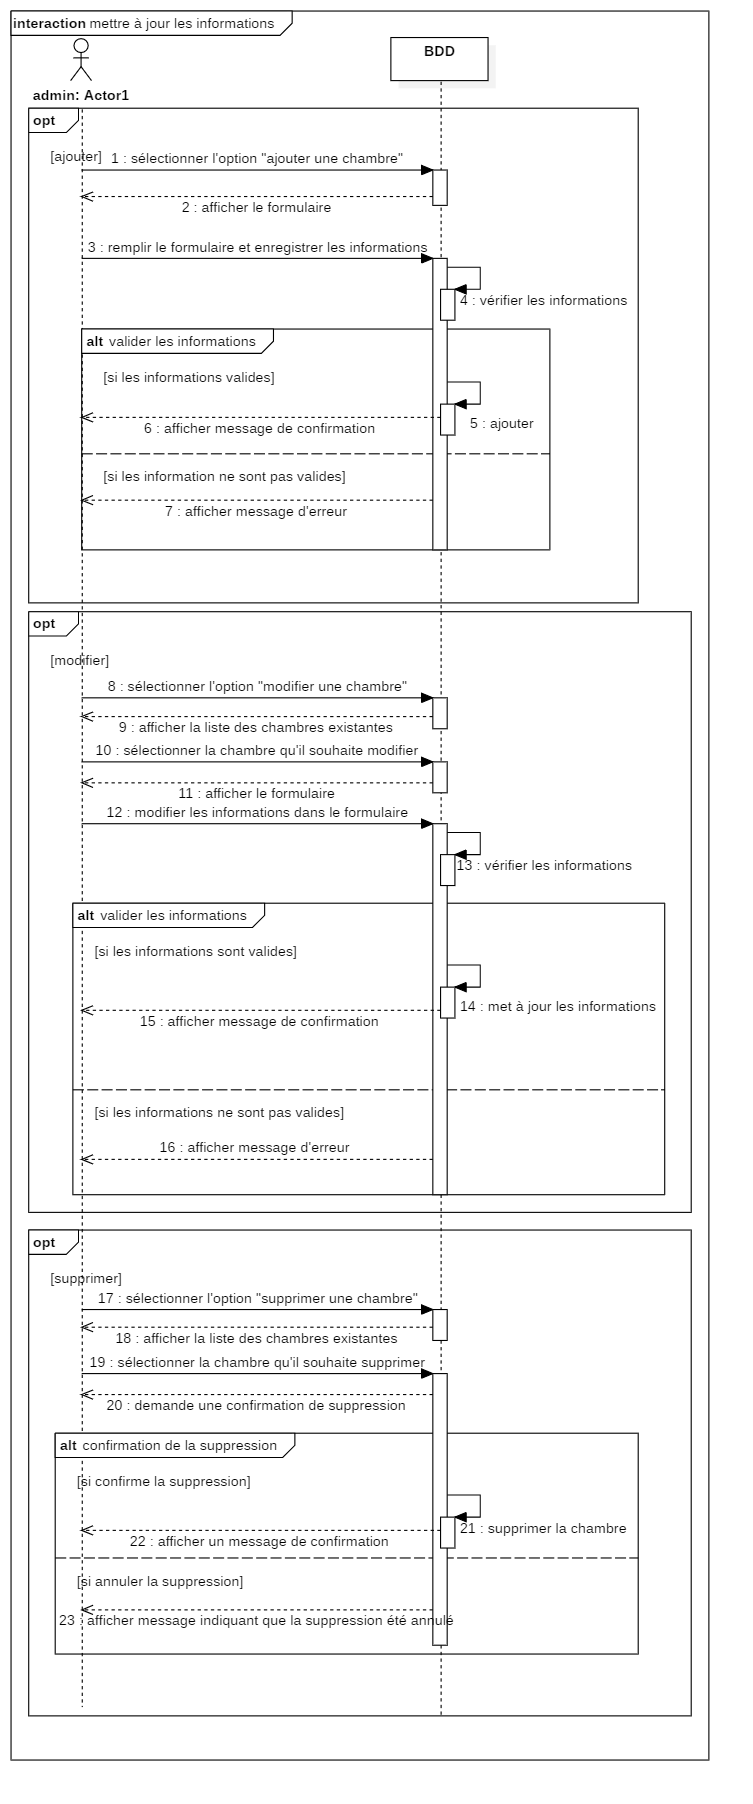 interaction mettre à jour les informations
BDD
admin: Actor1
opt
[ajouter]
1 : sélectionner l'option "ajouter une chambre"
2 : afficher le formulaire
3 : remplir le formulaire et enregistrer les informations
4 : vérifier les informations
alt valider les informations
[si les informations valides]
5 : ajouter
6 : afficher message de confirmation
[si les information ne sont pas valides]
7 : afficher message d'erreur
opt
[modifier]
8 : sélectionner l'option "modifier une chambre"
9 : afficher la liste des chambres existantes
10 : sélectionner la chambre qu'il souhaite modifier
11 : afficher le formulaire
12 : modifier les informations dans le formulaire
13 : vérifier les informations
alt valider les informations
[si les informations sont valides]
14 : met à jour les informations
15 : afficher message de confirmation
[si les informations ne sont pas valides]
16 : afficher message d'erreur
opt
[supprimer]
17 : sélectionner l'option "supprimer une chambre"
18 : afficher la liste des chambres existantes
19 : sélectionner la chambre qu'il souhaite supprimer
20 : demande une confirmation de suppression
alt confirmation de la suppression
[si confirme la suppression]
21 : supprimer la chambre
22 : afficher un message de confirmation
[si annuler la suppression]
23 : afficher message indiquant que la suppression été annulé